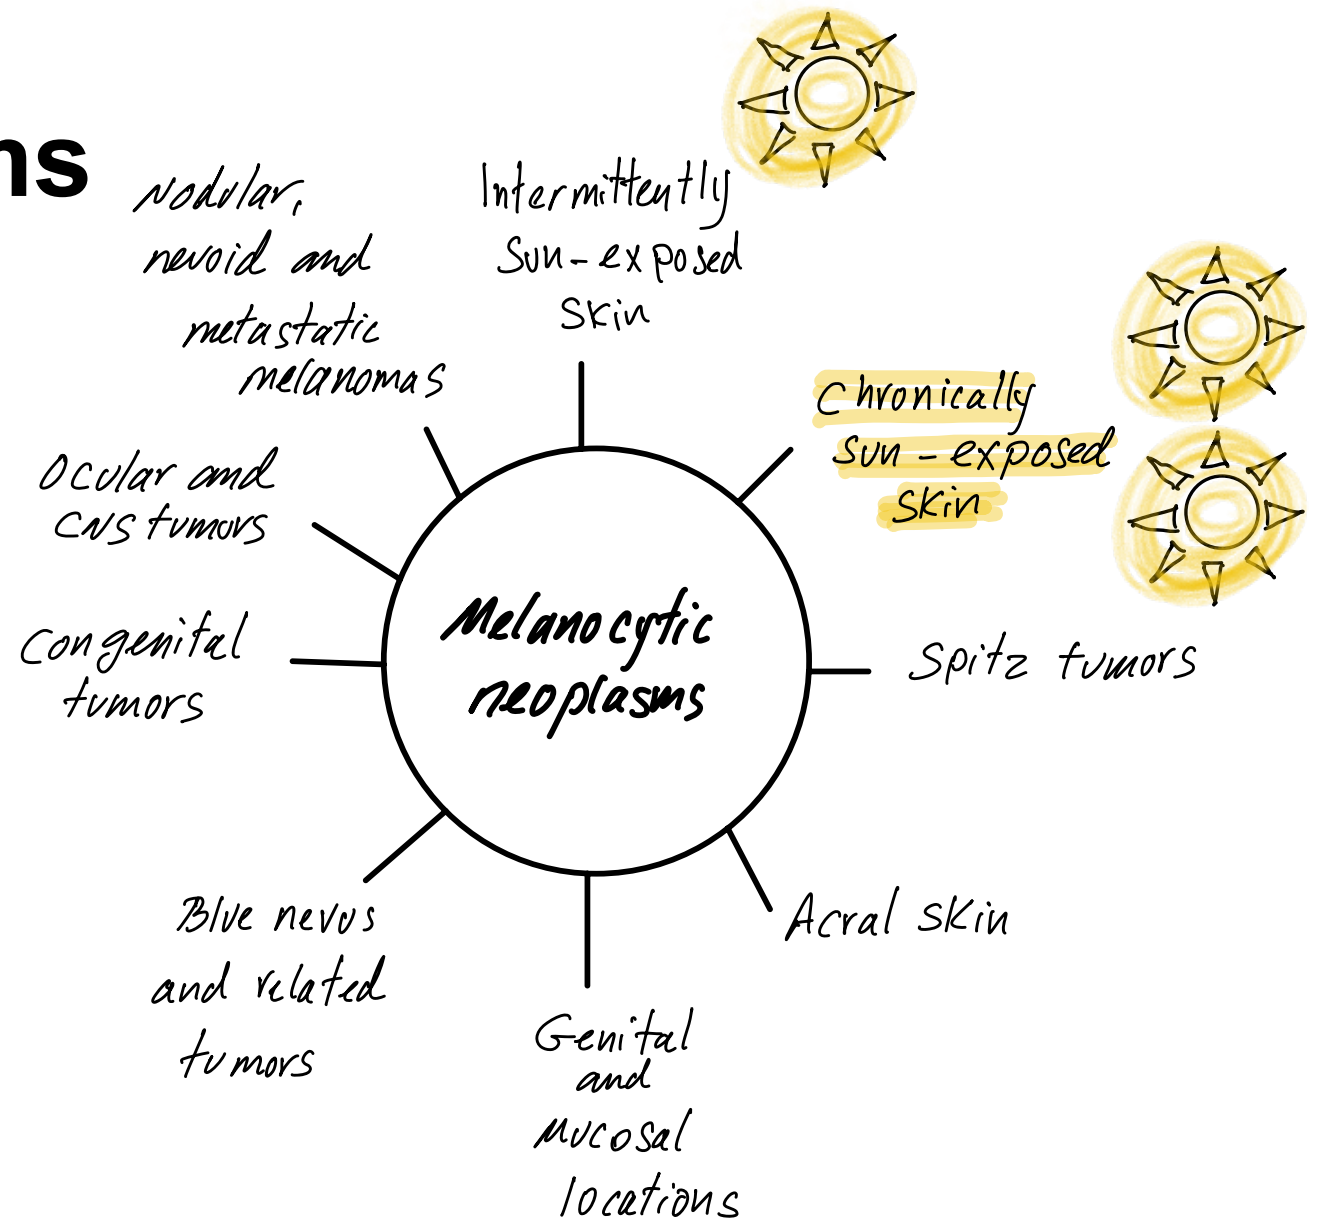 ns
Nodular,
nevoid and
metastatic
melanomas
Intermittently
sun-exposed
skin
Chronically
sun-exposed
skin
Ocular and
CNS tumors
Congenital
tumors
Melanocytic
neoplasms
Spitz tumors
Blue nevus
and related
tumors
Acral skin
Genital
and
Mucosal
locations